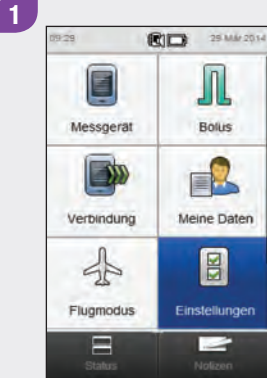 1
09:29 29 Mär 2014
Messgerät Bolus
Verbindung Meine Daten
Flugmodus Einstellungen
Status Notizen